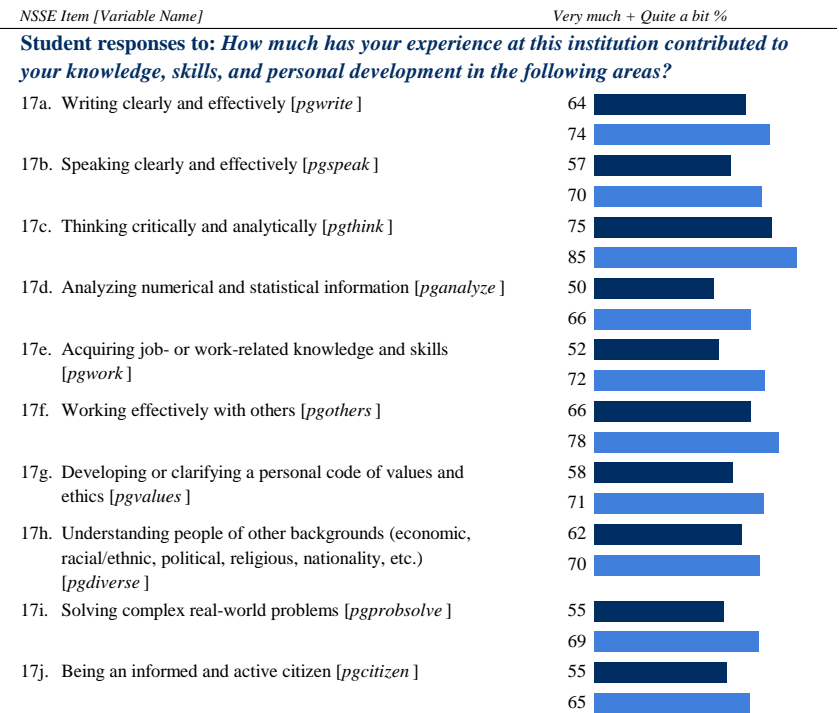 NSSE Item [Variable Name] Very much + Quite a bit %
Student responses to: How much has your experience at this institution contributed to
your knowledge, skills, and personal development in the following areas?
17a. Writing clearly and effectively [pgwrite ] 64
74
17b. Speaking clearly and effectively [pgspeak ] 57
70
17c. Thinking critically and analytically [pgthink ] 75
85
17d. Analyzing numerical and statistical information [pganalyze ] 50
66
17e. Acquiring job- or work-related knowledge and skills 52
[pgwork ] 72
17f. Working effectively with others [pgothers ] 66
78
17g. Developing or clarifying a personal code of values and 58
ethics [pgvalues ] 71
17h. Understanding people of other backgrounds (economic, 62
racial/ethnic, political, religious, nationality, etc.) 70
[pgdiverse ]
17i. Solving complex real-world problems [pgprobsolve ] 55
69
17j. Being an informed and active citizen [pgcitizen ] 55
65